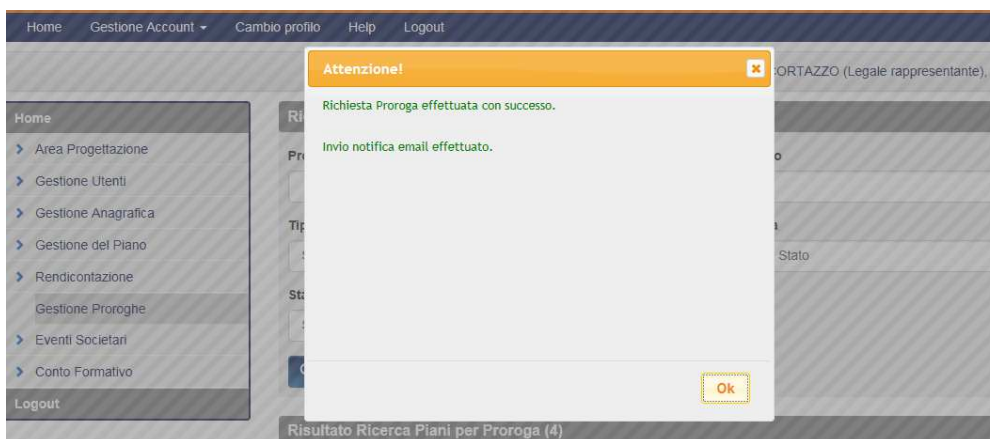 Home Gestione Account Cambio profilo Help Logout
Attenzione!
CORTAZZO (Legale rappresentante),
Richiesta Proroga effettuata con successo.
Invio notifica email effettuato.
Home
Area Progettazione
Gestione Utenti
Gestione Anagrafica
Gestione del Piano
Stato
Rendicontazione
Gestione Proroghe
Eventi Societari
Conto Formativo
Ok
Logout
Risultato Ricerca Piani per Proroga (4)